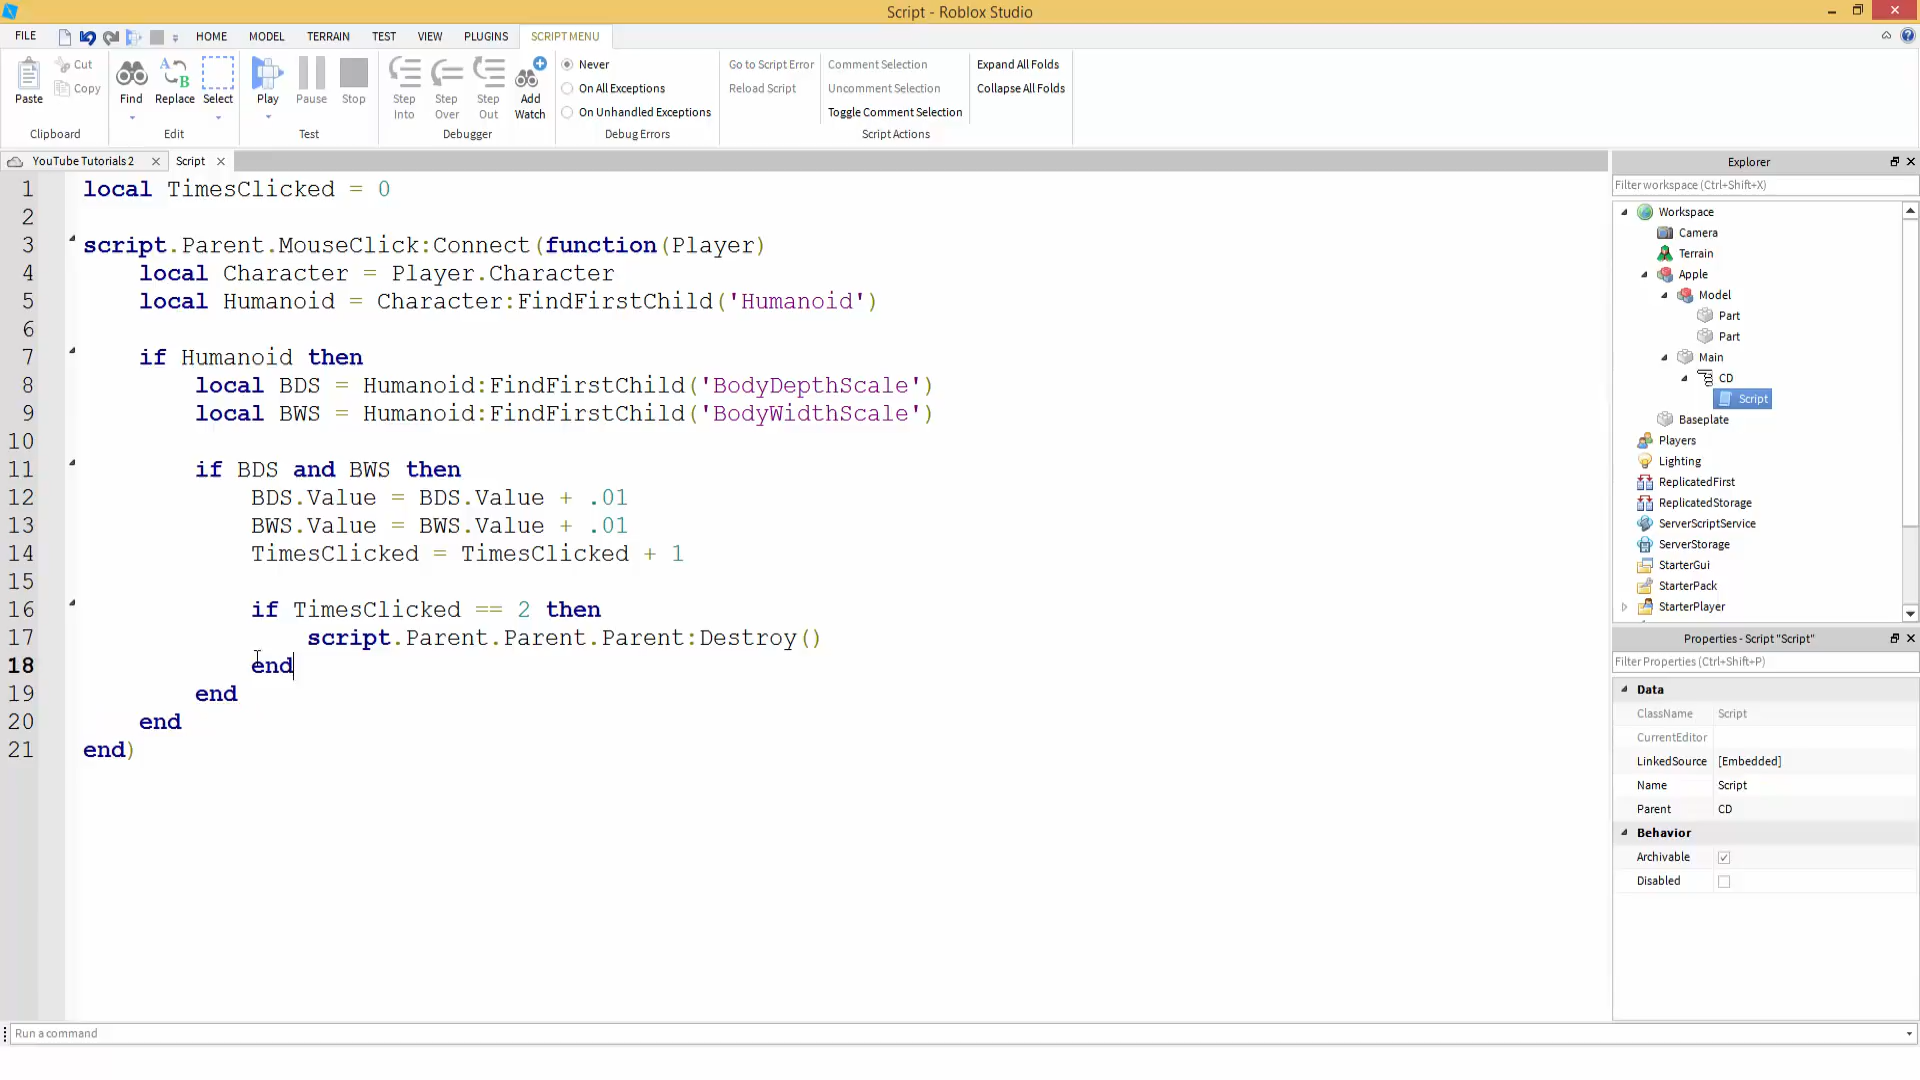 Script - Roblox Studio
FILE HOME MODEL TERRAIN TEST VIEW PLUGINS SCRIPT MENU
Paste Cut Copy Clipboard
Find Replace Select Edit
Play Pause Stop Test
Step Into Step Over Step Out Add Watch Debugger
Never
On All Exceptions
On Unhandled Exceptions
Debug Errors
Go to Script Error
Reload Script
Comment Selection
Uncomment Selection
Toggle Comment Selection
Script Actions
Expand All Folds
Collapse All Folds
YouTube Tutorials 2 Script
1 local TimesClicked = 0
2
3 script.Parent.MouseClick:Connect(function(Player)
4 local Character = Player.Character
5 local Humanoid = Character:FindFirstChild('Humanoid')
6
7 if Humanoid then
8 local BDS = Humanoid:FindFirstChild('BodyDepthScale')
9 local BWS = Humanoid:FindFirstChild('BodyWidthScale')
10
11 if BDS and BWS then
12 BDS.Value = BDS.Value + .01
13 BWS.Value = BWS.Value + .01
14 TimesClicked = TimesClicked + 1
15
16 if TimesClicked == 2 then
17 script.Parent.Parent.Parent:Destroy()
18 end
19 end
20 end
21 end)
Explorer
Filter workspace (Ctrl+Shift+X)
Workspace
Camera
Terrain
Apple
Model
Part
Part
Main
CD
Script
Baseplate
Players
Lighting
ReplicatedFirst
ReplicatedStorage
ServerScriptService
ServerStorage
StarterGui
StarterPack
StarterPlayer
Properties - Script "Script"
Filter Properties (Ctrl+Shift+P)
Data
ClassName Script
CurrentEditor
LinkedSource [Embedded]
Name Script
Parent CD
Behavior
Archivable
Disabled
Run a command